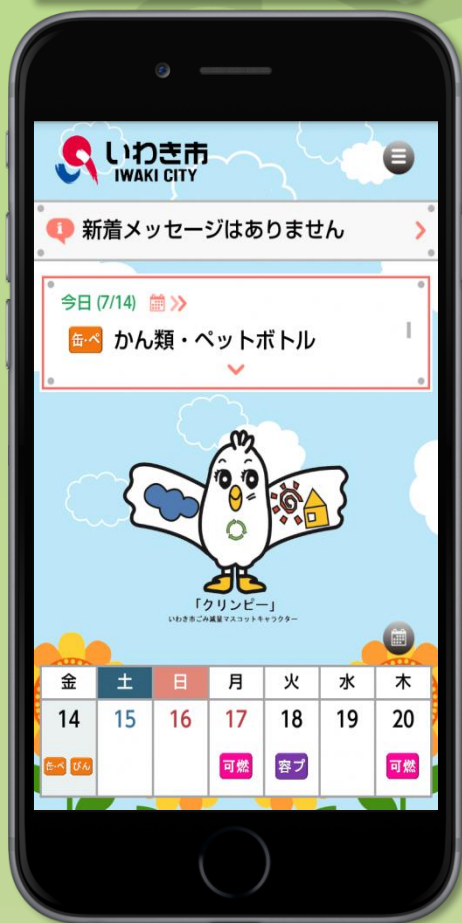 いわき市
IWAKI CITY
新着メッセージはありません
今日 (7/14)
缶・ペ かん類・ペットボトル
「クリンピー」
いわき市ごみ減量マスコットキャラクター
金 土 日 月 火 水 木
14 15 16 17 18 19 20
缶・ペ びん 可燃 容プ 可燃